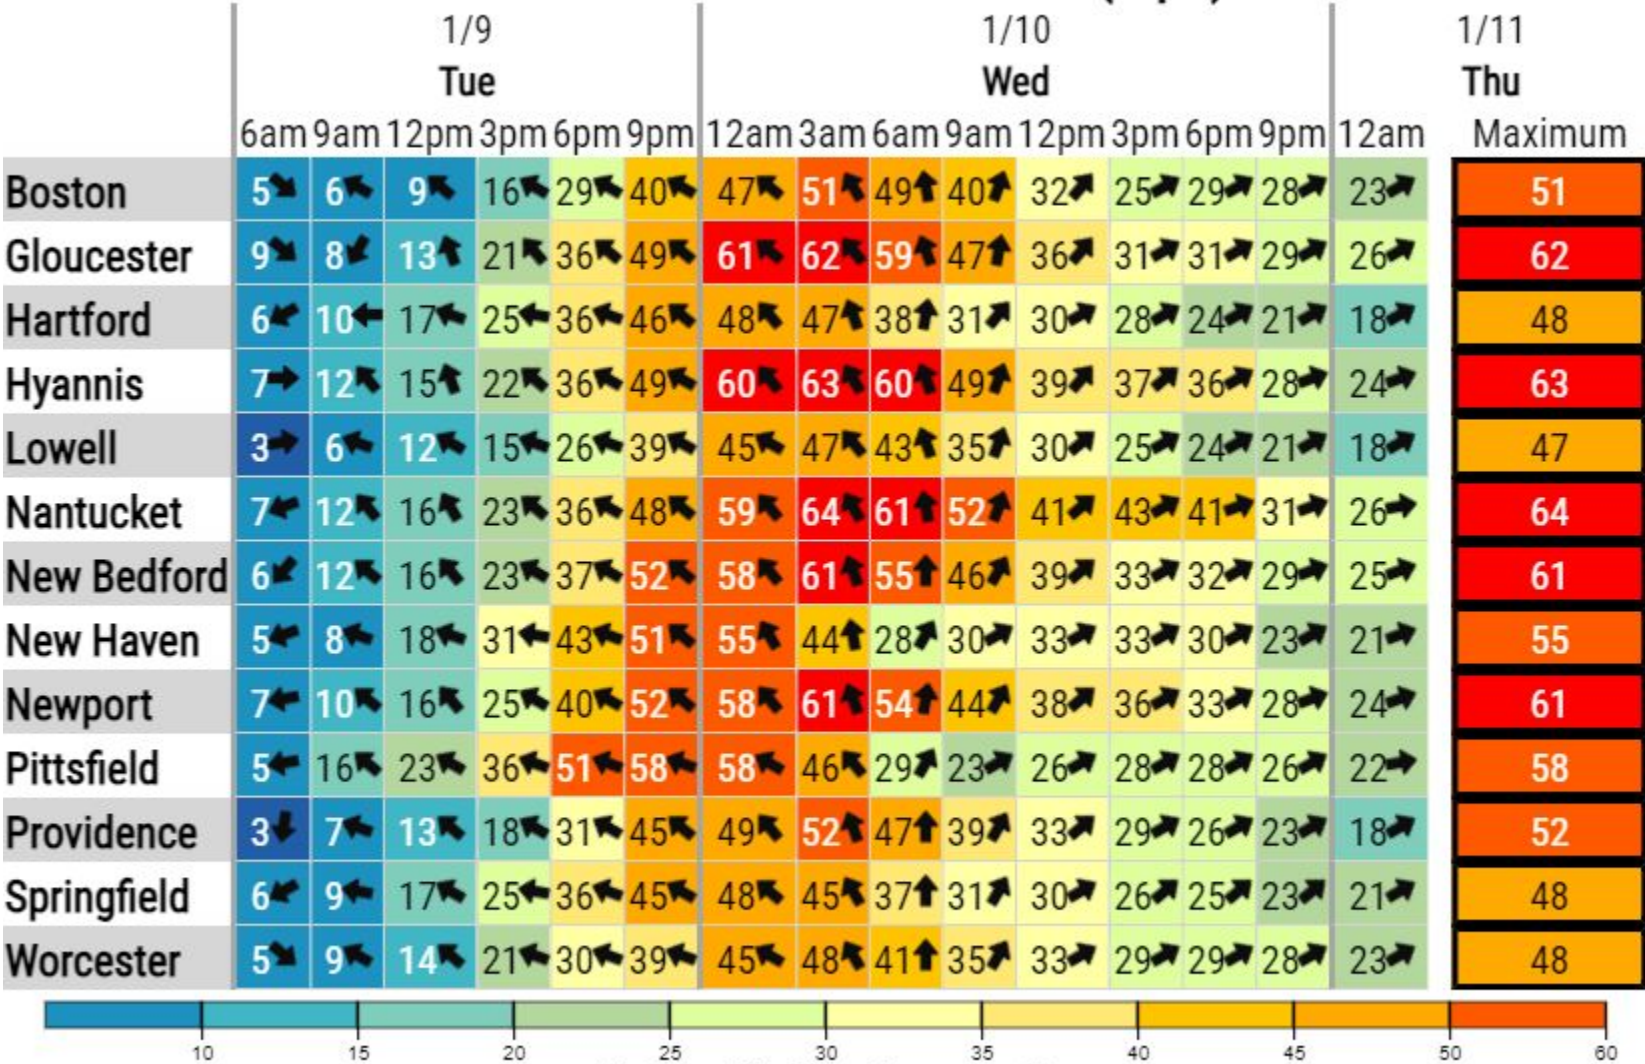 1/9 1/10 1/11
Tue Wed Thu
6am 9am 12pm 3pm 6pm 9pm 12am 3am 6am 9am 12pm 3pm 6pm 9pm 12am Maximum
Boston 5 6 9 16 29 40 47 51 49 40 32 25 29 28 23 51
Gloucester 9 8 13 21 36 49 61 62 59 47 36 31 31 29 26 62
Hartford 6 10 17 25 36 46 48 47 38 31 30 28 24 21 18 48
Hyannis 7 12 15 22 36 49 60 63 60 49 39 37 36 28 24 63
Lowell 3 6 12 15 26 39 45 47 43 35 30 25 24 21 18 47
Nantucket 7 12 16 23 36 48 59 64 61 52 41 43 41 31 26 64
New Bedford 6 12 16 23 37 52 58 61 55 46 39 33 32 29 25 61
New Haven 5 8 18 31 43 51 55 44 28 30 33 33 30 23 21 55
Newport 7 10 16 25 40 52 58 61 54 44 38 36 33 28 24 61
Pittsfield 5 16 23 36 51 58 58 46 29 23 26 28 28 26 22 58
Providence 3 7 13 18 31 45 49 52 47 39 33 29 26 23 18 52
Springfield 6 9 17 25 36 45 48 45 37 31 30 26 25 23 21 48
Worcester 5 9 14 21 30 39 45 48 41 35 33 29 29 28 23 48
10 15 20 25 30 35 40 45 50 60